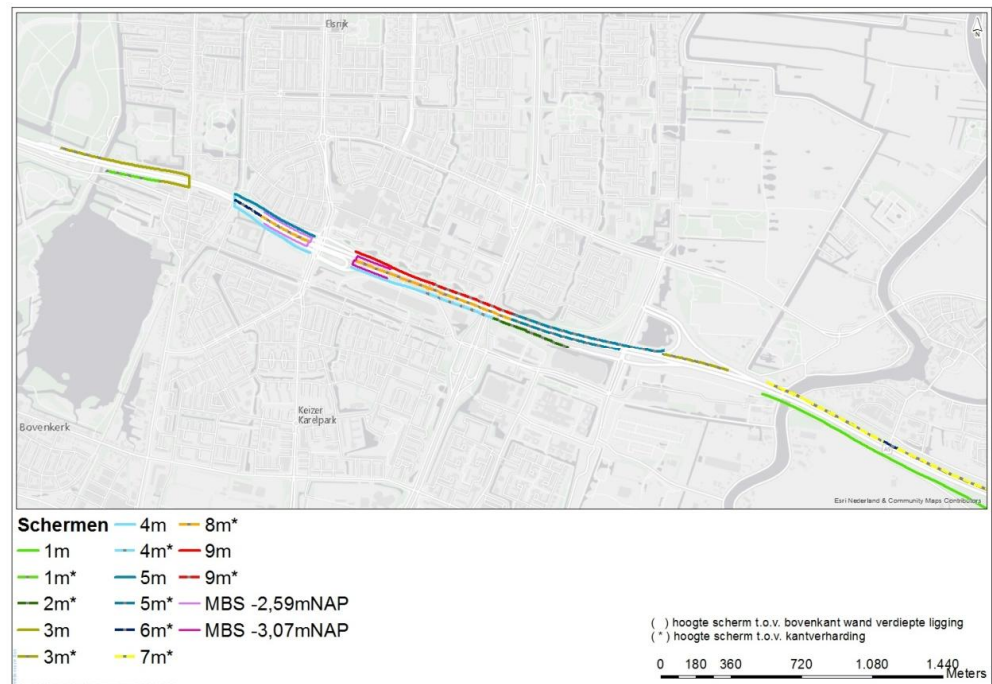 Elsrijk
N
Keizer
Karelpark
Bovenkerk
Esri Nederland & Community Maps Contributors
Schermen
1m
1m*
2m*
3m
3m*
4m
4m*
5m
5m*
6m*
7m*
8m*
9m
9m*
MBS -2,59mNAP
MBS -3,07mNAP
( ) hoogte scherm t.o.v. bovenkant wand verdiepte ligging
( * ) hoogte scherm t.o.v. kantverharding
0 180 360 720 1.080 1.440
Meters